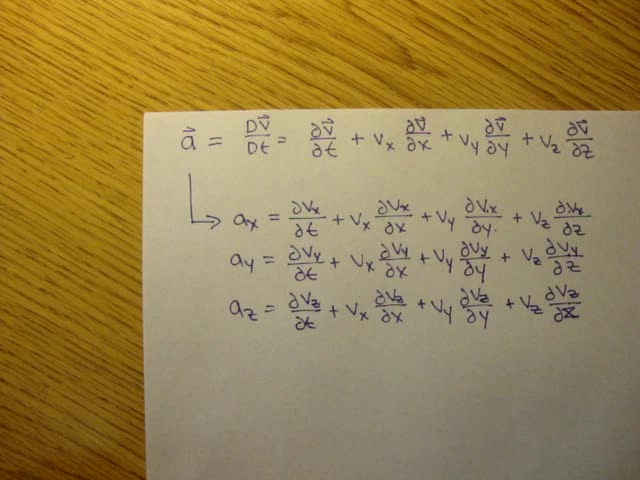 a⃗ = DV⃗/Dt = ∂V⃗/∂t + Vx ∂V⃗/∂x + Vy ∂V⃗/∂y + Vz ∂V⃗/∂z
→ ax = ∂Vx/∂t + Vx ∂Vx/∂x + Vy ∂Vx/∂y + Vz ∂Vx/∂z
ay = ∂Vy/∂t + Vx ∂Vy/∂x + Vy ∂Vy/∂y + Vz ∂Vy/∂z
az = ∂Vz/∂t + Vx ∂Vz/∂x + Vy ∂Vz/∂y + Vz ∂Vz/∂z